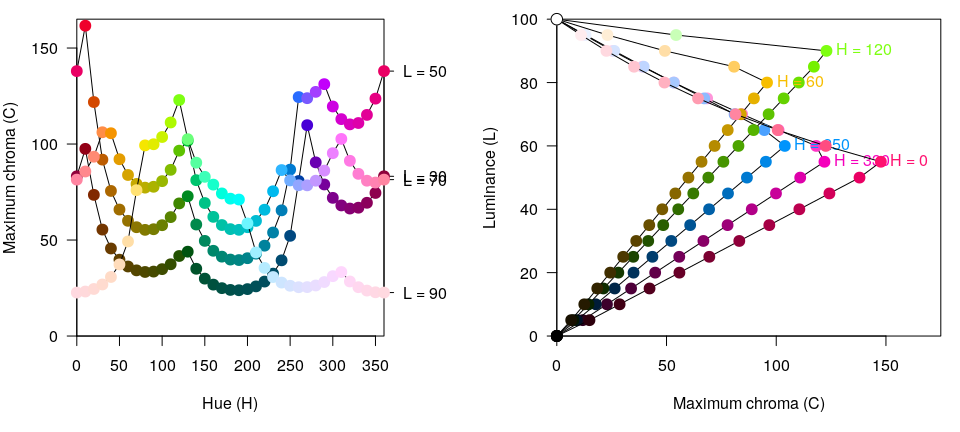 Maximum chroma (C)
150
100
50
0
0 50 100 150 200 250 300 350
Hue (H)
L = 50
L = 70
L = 90
Luminance (L)
100
80
60
40
20
0
0 50 100 150
Maximum chroma (C)
H = 120
H = 60
H = 250
H = 330
H = 0